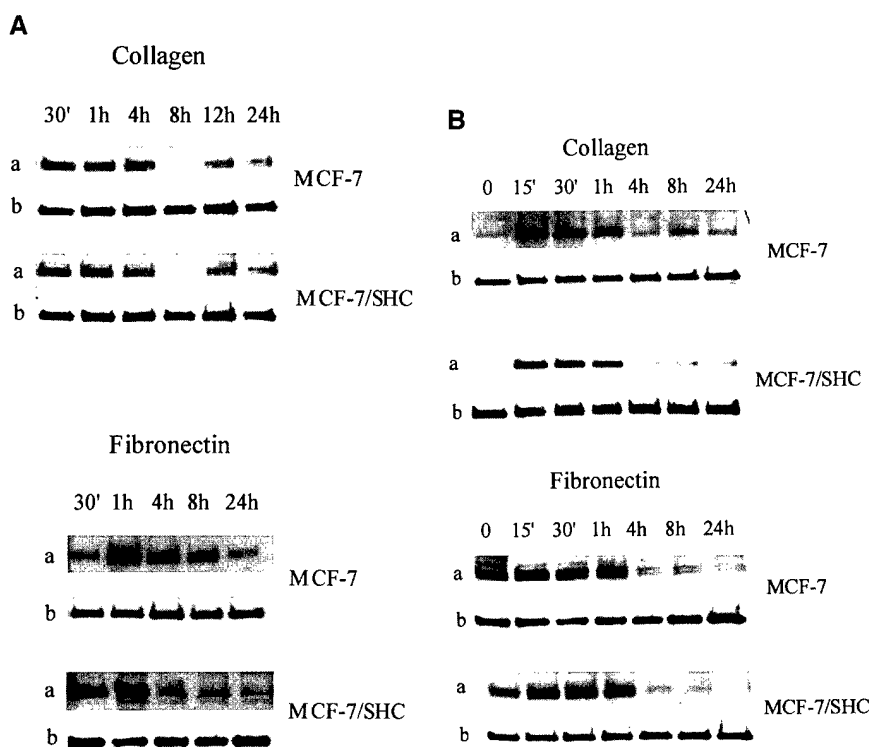 A
Collagen
30' 1h 4h 8h 12h 24h
a
MCF-7
b
a
MCF-7/SHC
b
Fibronectin
30' 1h 4h 8h 24h
a
MCF-7
b
a
MCF-7/SHC
b
B
Collagen
0 15' 30' 1h 4h 8h 24h
a
MCF-7
b
a
MCF-7/SHC
b
Fibronectin
0 15' 30' 1h 4h 8h 24h
a
MCF-7
b
a
MCF-7/SHC
b